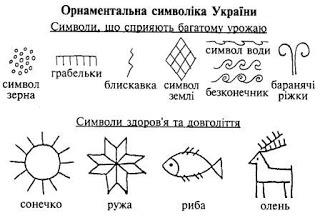 Орнаментальна символіка України
Символи, що сприяють багатому урожаю
символ зерна
грабельки
блискавка
символ землі
символ води
безконечник
баранячі ріжки
Символи здоров'я та довголіття
сонечко
ружа
риба
олень